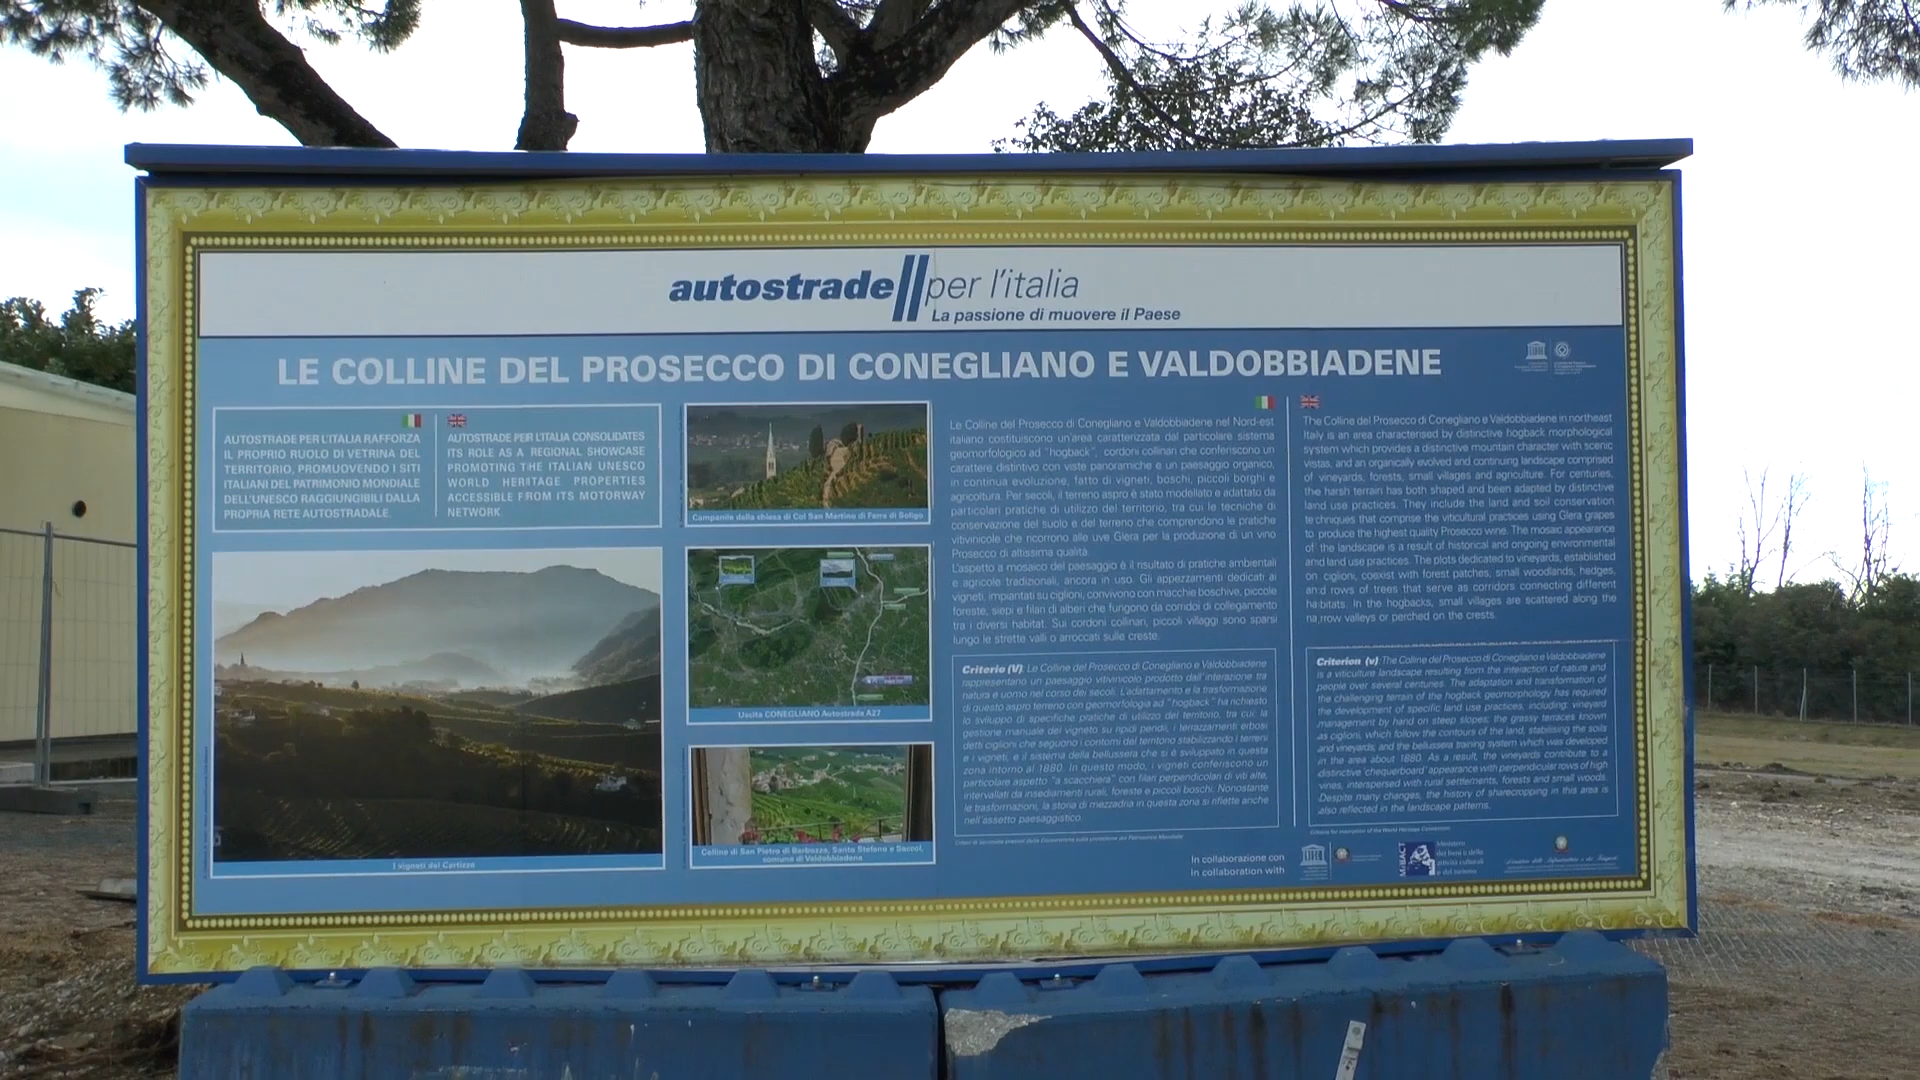 autostrade//per l'italia
La passione di muovere il Paese
LE COLLINE DEL PROSECCO DI CONEGLIANO E VALDOBBIADENE
AUTOSTRADE PER L'ITALIA RAFFORZA
IL PROPRIO RUOLO DI VETRINA DEL
TERRITORIO, PROMUOVENDO I SITI
ITALIANI DEL PATRIMONIO MONDIALE
DELL'UNESCO RAGGIUNGIBILI DALLA
PROPRIA RETE AUTOSTRADALE.
AUTOSTRADE PER L'ITALIA CONSOLIDATES
ITS ROLE AS A REGIONAL SHOWCASE
PROMOTING THE ITALIAN UNESCO
WORLD HERITAGE PROPERTIES
ACCESSIBLE FROM ITS MOTORWAY
NETWORK.
I vigneti del Cartizze
Campanile della chiesa di Col San Martino di Farra di Soligo
Uscita CONEGLIANO Autostrada A27
Colline di San Pietro di Barbozza, Santo Stefano e Saccol,
comune di Valdobbiadene
Le Colline del Prosecco di Conegliano e Valdobbiadene nel Nord-est
italiano costituiscono un'area caratterizzata dal particolare sistema
geomorfologico ad "hogback", cordoni collinari che conferiscono un
carattere distintivo con viste panoramiche e un paesaggio organico,
in continua evoluzione, fatto di vigneti, boschi, piccoli borghi e
agricoltura. Per secoli, il terreno aspro è stato modellato e adattato da
particolari pratiche di utilizzo del territorio, tra cui le tecniche di
conservazione del suolo e del terreno che comprendono le pratiche
vitivinicole che ricorrono alle uve Glera per la produzione di un vino
Prosecco di altissima qualità.
L'aspetto a mosaico del paesaggio è il risultato di pratiche ambientali
e agricole tradizionali, ancora in uso. Gli appezzamenti dedicati ai
vigneti, impiantati su ciglioni, convivono con macchie boschive, piccole
foreste, siepi e filari di alberi che fungono da corridoi di collegamento
tra i diversi habitat. Sui cordoni collinari, piccoli villaggi sono sparsi
lungo le strette valli o arroccati sulle creste.
Criterio (V): Le Colline del Prosecco di Conegliano e Valdobbiadene
rappresentano un paesaggio vitivinicolo prodotto dall'interazione tra
natura e uomo nel corso dei secoli. L'adattamento e la trasformazione
di questo aspro terreno con geomorfologia ad "hogback" ha richiesto
lo sviluppo di specifiche pratiche di utilizzo del territorio, tra cui: la
gestione manuale del vigneto su ripidi pendii, i terrazzamenti erbosi
detti ciglioni che seguono i contorni del territorio stabilizzando i terreni
e i vigneti, e il sistema della bellussera che si è sviluppato in questa
zona intorno al 1880. In questo modo, i vigneti conferiscono un
particolare aspetto "a scacchiera" con filari perpendicolari di viti alte,
intervallati da insediamenti rurali, foreste e piccoli boschi. Nonostante
le trasformazioni, la storia di mezzadria in questa zona si riflette anche
nell'assetto paesaggistico.
The Colline del Prosecco di Conegliano e Valdobbiadene in northeast
Italy is an area characterised by distinctive hogback morphological
system which provides a distinctive mountain character with scenic
vistas, and an organically evolved and continuing landscape comprised
of vineyards, forests, small villages and agriculture. For centuries,
the harsh terrain has both shaped and been adapted by distinctive
land use practices. They include the land and soil conservation
techniques that comprise the viticultural practices using Glera grapes
to produce the highest quality Prosecco wine. The mosaic appearance
of the landscape is a result of historical and ongoing environmental
and land use practices. The plots dedicated to vineyards, established
on ciglioni, coexist with forest patches, small woodlands, hedges,
and rows of trees that serve as corridors connecting different
habitats. In the hogbacks, small villages are scattered along the
narrow valleys or perched on the crests.
Criterion (v): The Colline del Prosecco di Conegliano e Valdobbiadene
is a viticulture landscape resulting from the interaction of nature and
people over several centuries. The adaptation and transformation of
the challenging terrain of the hogback geomorphology has required
the development of specific land use practices, including: vineyard
management by hand on steep slopes; the grassy terraces known
as ciglioni, which follow the contours of the land, stabilising the soils
and vineyards; and the bellussera training system which was developed
in the area about 1880. As a result, the vineyards contribute to a
distinctive 'chequerboard' appearance with perpendicular rows of high
vines, interspersed with rural settlements, forests and small woods.
Despite many changes, the history of sharecropping in this area is
also reflected in the landscape patterns.
Criteria for inscription of the World Heritage Convention
In collaborazione con
In collaboration with
MiBACT
Ministero
dei beni e delle
attività culturali
e del turismo